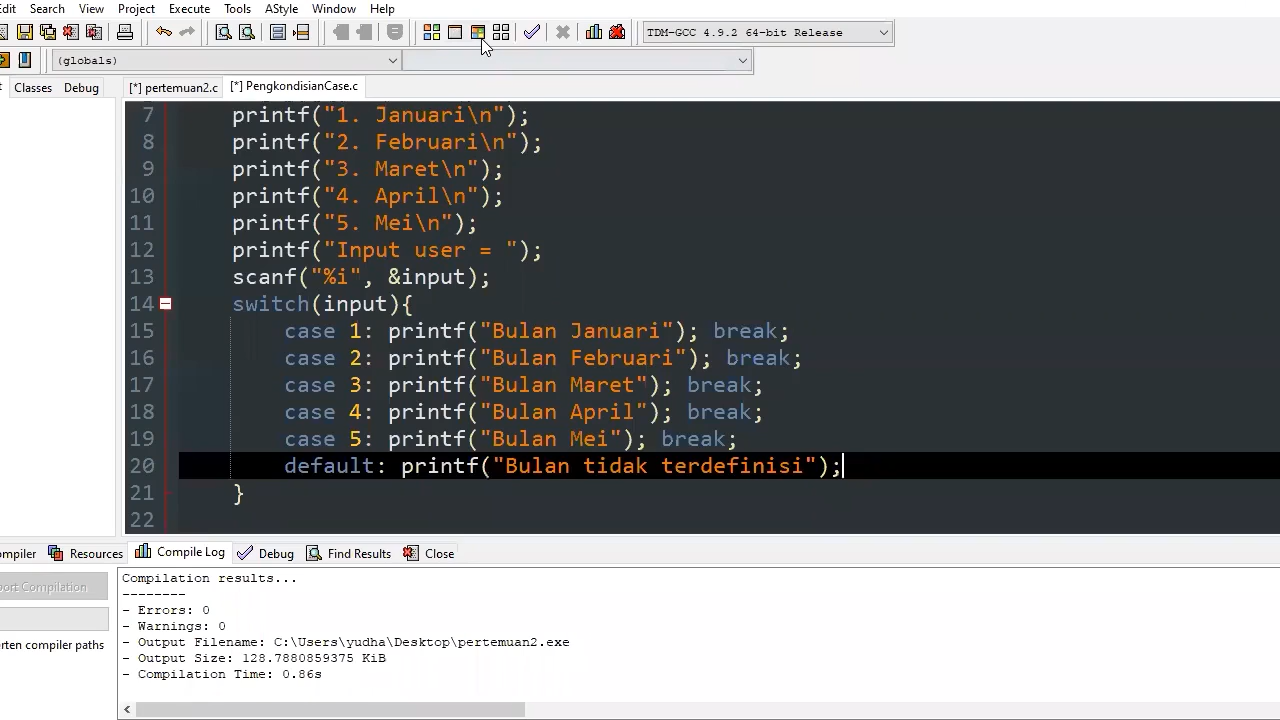 Search View Project Execute Tools AStyle Window Help
TDM-GCC 4.9.2 64-bit Release
(globals)
Classes Debug [*] pertemuan2.c [*] PengkondisianCase.c
7 printf("1. Januari\n");
8 printf("2. Februari\n");
9 printf("3. Maret\n");
10 printf("4. April\n");
11 printf("5. Mei\n");
12 printf("Input user = ");
13 scanf("%i", &input);
14 switch(input){
15 case 1: printf("Bulan Januari"); break;
16 case 2: printf("Bulan Februari"); break;
17 case 3: printf("Bulan Maret"); break;
18 case 4: printf("Bulan April"); break;
19 case 5: printf("Bulan Mei"); break;
20 default: printf("Bulan tidak terdefinisi");
21 }
22
Resources Compile Log Debug Find Results Close
Compilation results...
--------
- Errors: 0
- Warnings: 0
- Output Filename: C:\Users\yudha\Desktop\pertemuan2.exe
- Output Size: 128.7880859375 KiB
- Compilation Time: 0.86s
Compilation
compiler paths